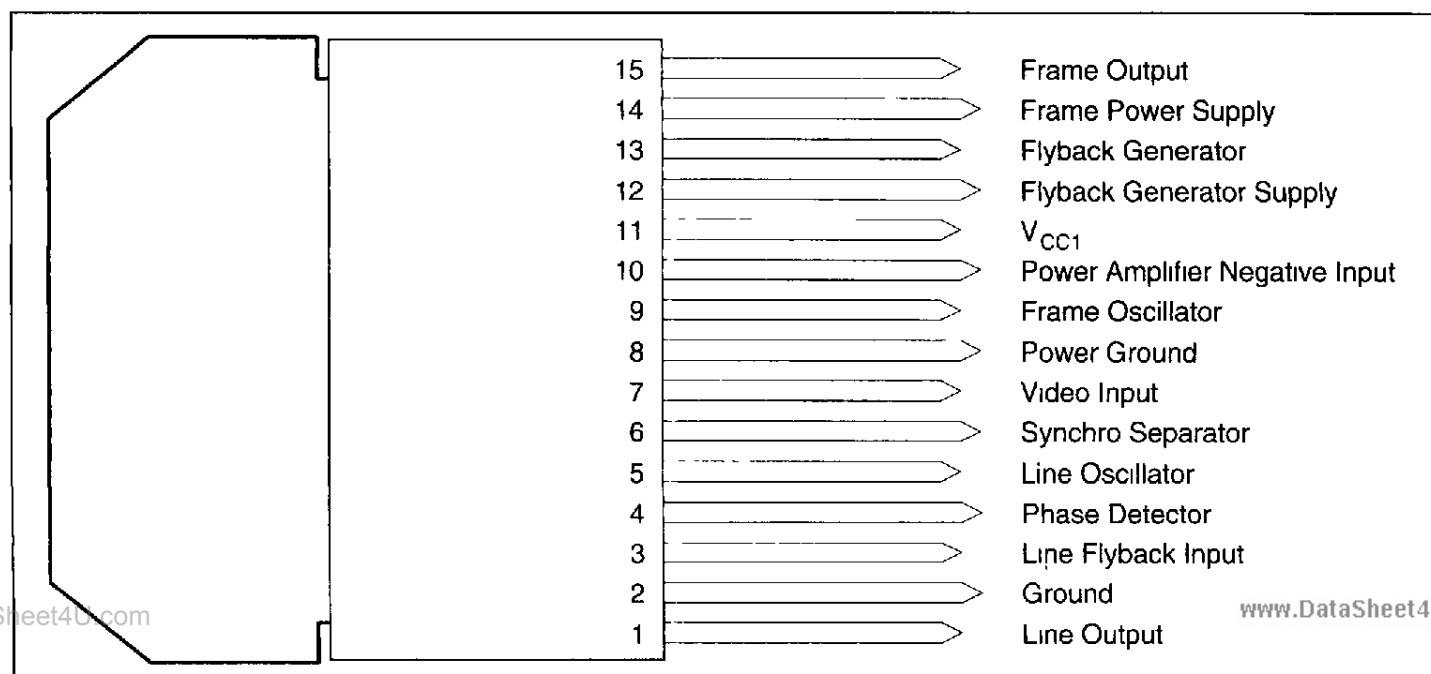 15 Frame Output
14 Frame Power Supply
13 Flyback Generator
12 Flyback Generator Supply
11 VCC1
10 Power Amplifier Negative Input
9 Frame Oscillator
8 Power Ground
7 Video Input
6 Synchro Separator
5 Line Oscillator
4 Phase Detector
3 Line Flyback Input
2 Ground
heet4U.com
www.DataSheet4
1 Line Output